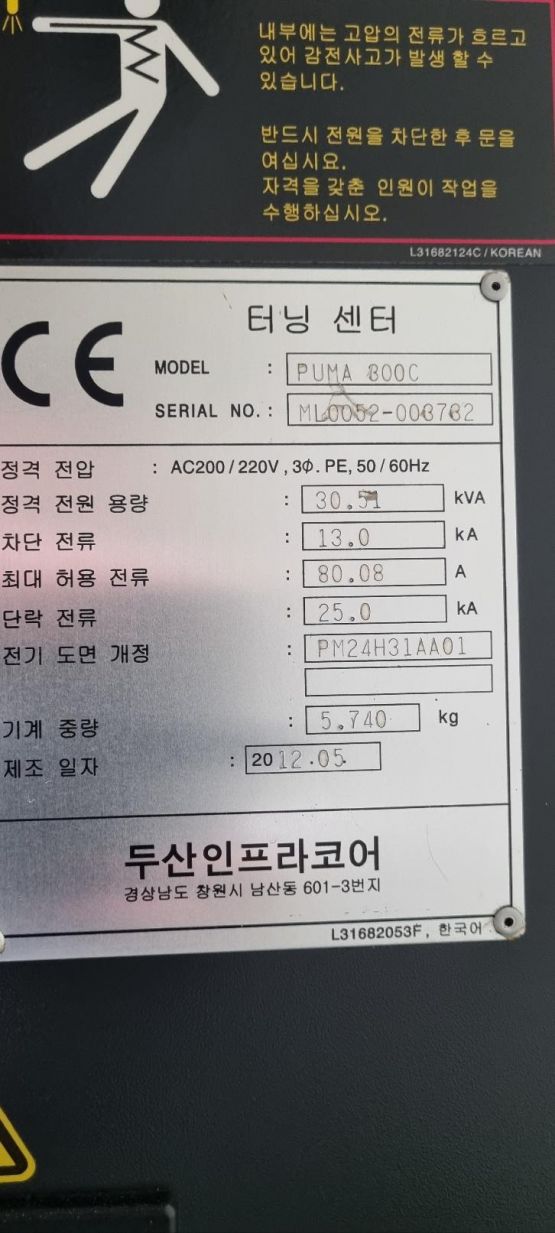 내부에는 고압의 전류가 흐르고
있어 감전사고가 발생 할 수
있습니다.
반드시 전원을 차단한 후 문을
여십시요.
자격을 갖춘 인원이 작업을
수행하십시오.
L31682124C / KOREAN
CE
터닝 센터
MODEL : PUMA 300C
SERIAL NO. :
정격 전압 : AC200 / 220V , 3Φ. PE, 50 / 60Hz
정격 전원 용량 : 30.51 kVA
차단 전류 : 13.0 kA
최대 허용 전류 : 80.08 A
단락 전류 : 25.0 kA
전기 도면 개정 : PM24H31AA01
기계 중량 : 5.740 kg
제조 일자 : 2012.05.
두산인프라코어
경상남도 창원시 남산동 601-3번지
L31682053F, 한국어